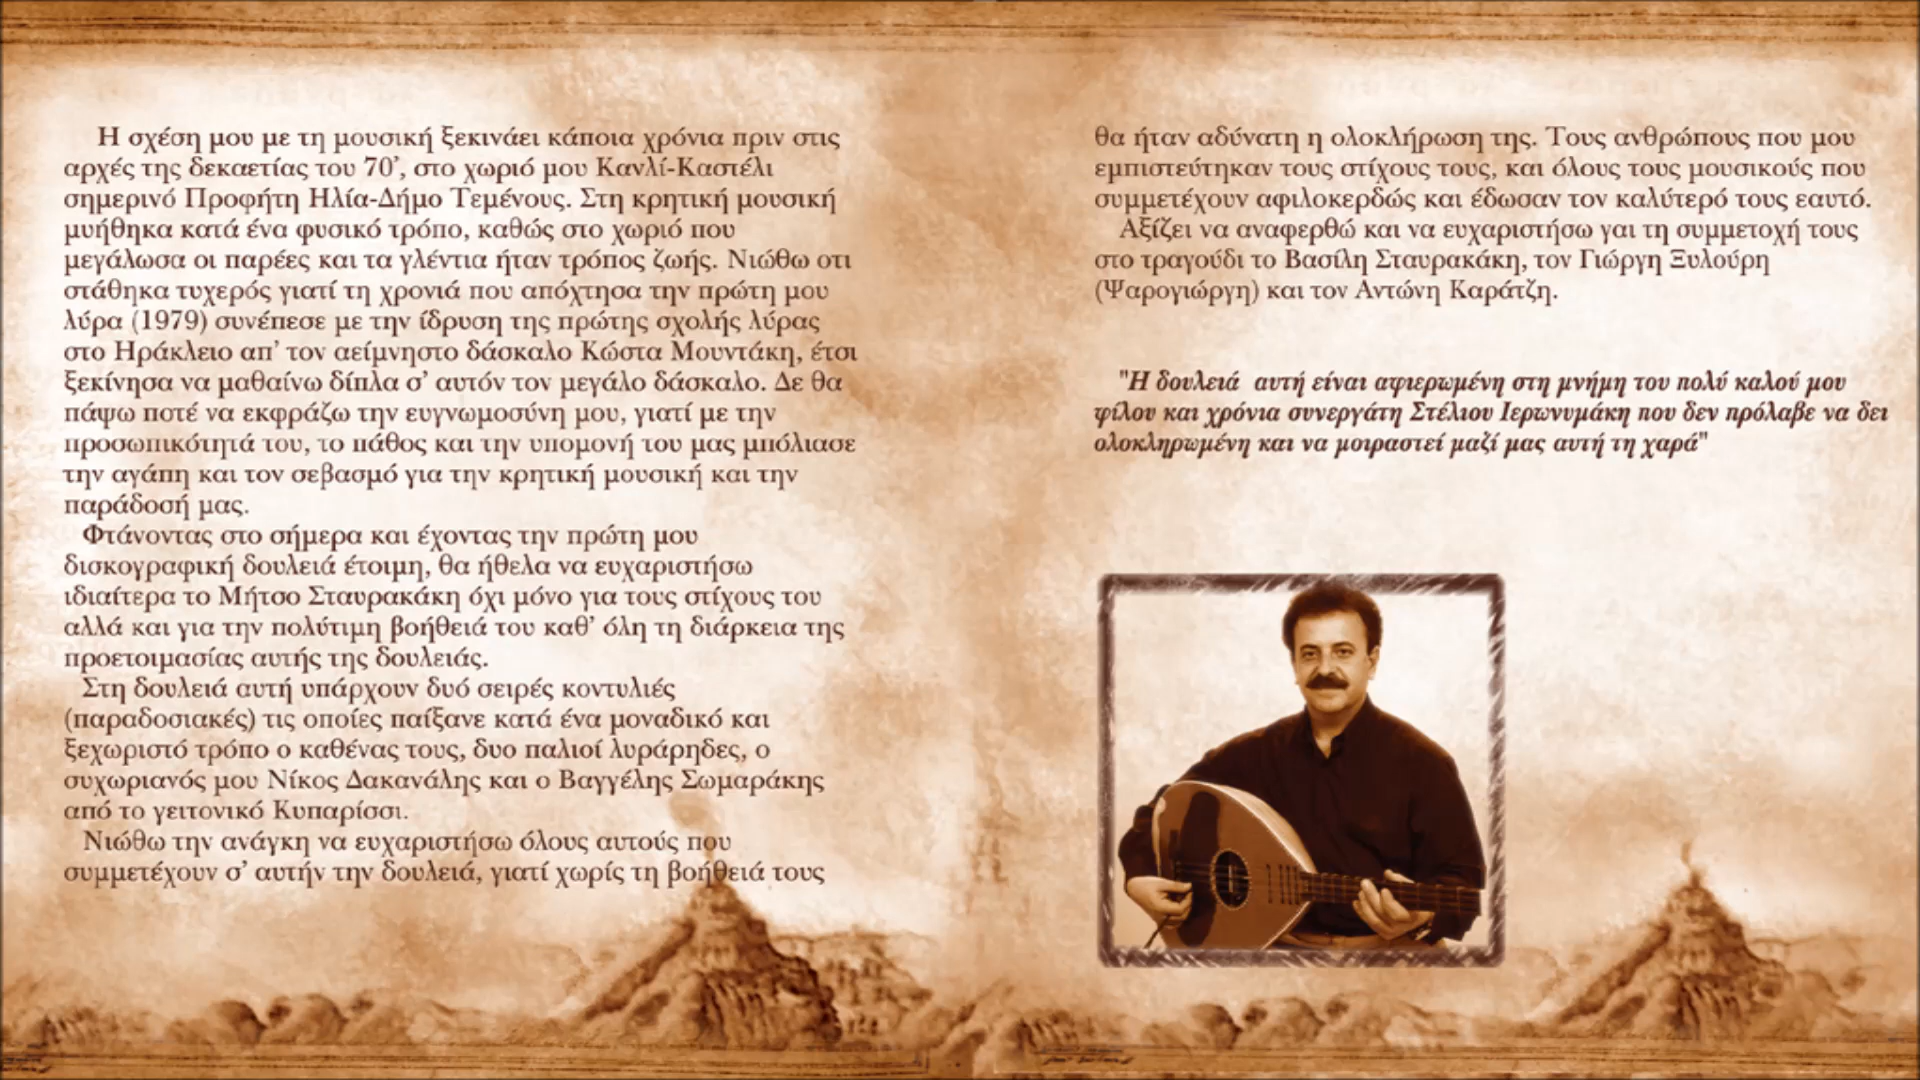 Η σχέση μου με τη μουσική ξεκινάει κάποια χρόνια πριν στις
αρχές της δεκαετίας του 70’, στο χωριό μου Κανλί-Καστέλι
σημερινό Προφήτη Ηλία-Δήμο Τεμένους. Στη κρητική μουσική
μυήθηκα κατά ένα φυσικό τρόπο, καθώς στο χωριό που
μεγάλωσα οι παρέες και τα γλέντια ήταν τρόπος ζωής. Νιώθω οτι
στάθηκα τυχερός γιατί τη χρονιά που απόχτησα την πρώτη μου
λύρα (1979) συνέπεσε με την ίδρυση της πρώτης σχολής λύρας
στο Ηράκλειο απ’ τον αείμνηστο δάσκαλο Κώστα Μουντάκη, έτσι
ξεκίνησα να μαθαίνω δίπλα σ’ αυτόν τον μεγάλο δάσκαλο. Δε θα
πάψω ποτέ να εκφράζω την ευγνωμοσύνη μου, γιατί με την
προσωπικότητά του, το πάθος και την υπομονή του μας μπόλιασε
την αγάπη και τον σεβασμό για την κρητική μουσική και την
παράδοσή μας.
Φτάνοντας στο σήμερα και έχοντας την πρώτη μου
δισκογραφική δουλειά έτοιμη, θα ήθελα να ευχαριστήσω
ιδιαίτερα το Μήτσο Σταυρακάκη όχι μόνο για τους στίχους του
αλλά και για την πολύτιμη βοήθειά του καθ’ όλη τη διάρκεια της
προετοιμασίας αυτής της δουλειάς.
Στη δουλειά αυτή υπάρχουν δυό σειρές κοντυλιές
(παραδοσιακές) τις οποίες παίξανε κατά ένα μοναδικό και
ξεχωριστό τρόπο ο καθένας τους, δυο παλιοί λυράρηδες, ο
συχωριανός μου Νίκος Δακανάλης και ο Βαγγέλης Σωμαράκης
από το γειτονικό Κυπαρίσσι.
Νιώθω την ανάγκη να ευχαριστήσω όλους αυτούς που
συμμετέχουν σ’ αυτήν την δουλειά, γιατί χωρίς τη βοήθειά τους
θα ήταν αδύνατη η ολοκλήρωση της. Τους ανθρώπους που μου
εμπιστεύτηκαν τους στίχους τους, και όλους τους μουσικούς που
συμμετέχουν αφιλοκερδώς και έδωσαν τον καλύτερό τους εαυτό.
Αξίζει να αναφερθώ και να ευχαριστήσω γαι τη συμμετοχή τους
στο τραγούδι το Βασίλη Σταυρακάκη, τον Γιώργη Ξυλούρη
(Ψαρογιώργη) και τον Αντώνη Καράτζη.
"Η δουλειά αυτή είναι αφιερωμένη στη μνήμη του πολύ καλού μου
φίλου και χρόνια συνεργάτη Στέλιου Ιερωνυμάκη που δεν πρόλαβε να δει
ολοκληρωμένη και να μοιραστεί μαζί μας αυτή τη χαρά"